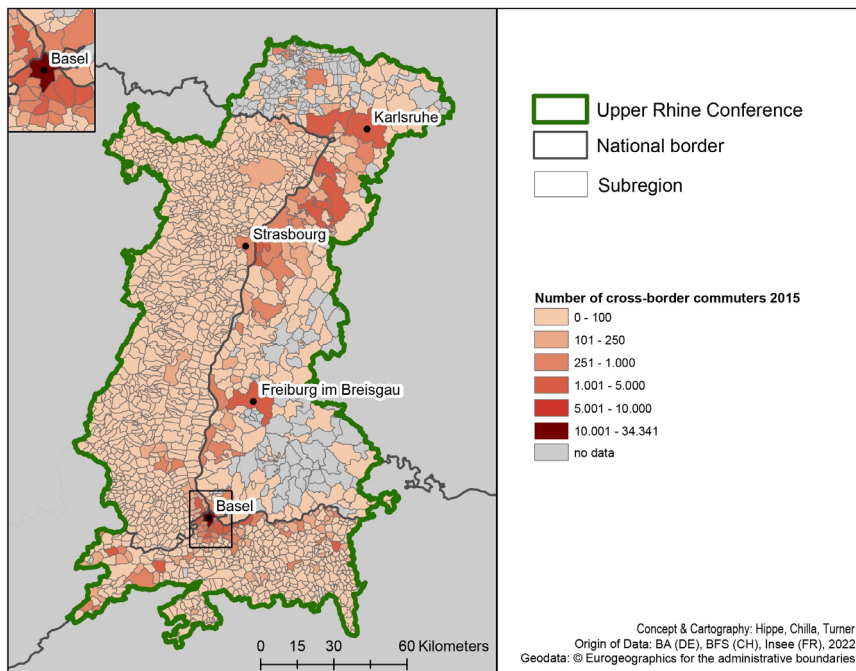 Basel
Karlsruhe
Strasbourg
Freiburg im Breisgau
Basel
0 15 30 60 Kilometers
Upper Rhine Conference
National border
Subregion
Number of cross-border commuters 2015
0 - 100
101 - 250
251 - 1.000
1.001 - 5.000
5.001 - 10.000
10.001 - 34.341
no data
Concept & Cartography: Hippe, Chilla, Turner
Origin of Data: BA (DE), BFS (CH), Insee (FR), 2022
Geodata: © Eurogeographics for the administrative boundaries